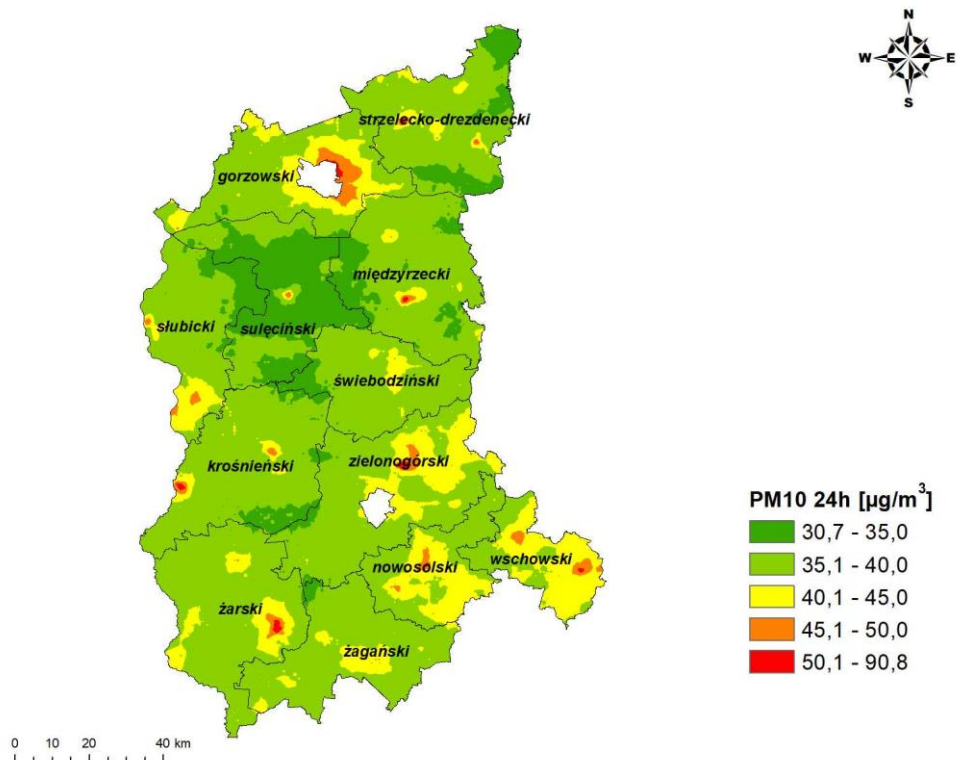 N
W E
S
strzelecko-drezdenecki
gorzowski
międzyrzecki
słubicki
sulęciński
świebodziński
krośnieński
zielonogórski
nowosolski
wschowski
żarski
żagański
PM10 24h [µg/m³]
30,7 - 35,0
35,1 - 40,0
40,1 - 45,0
45,1 - 50,0
50,1 - 90,8
0 10 20 40 km